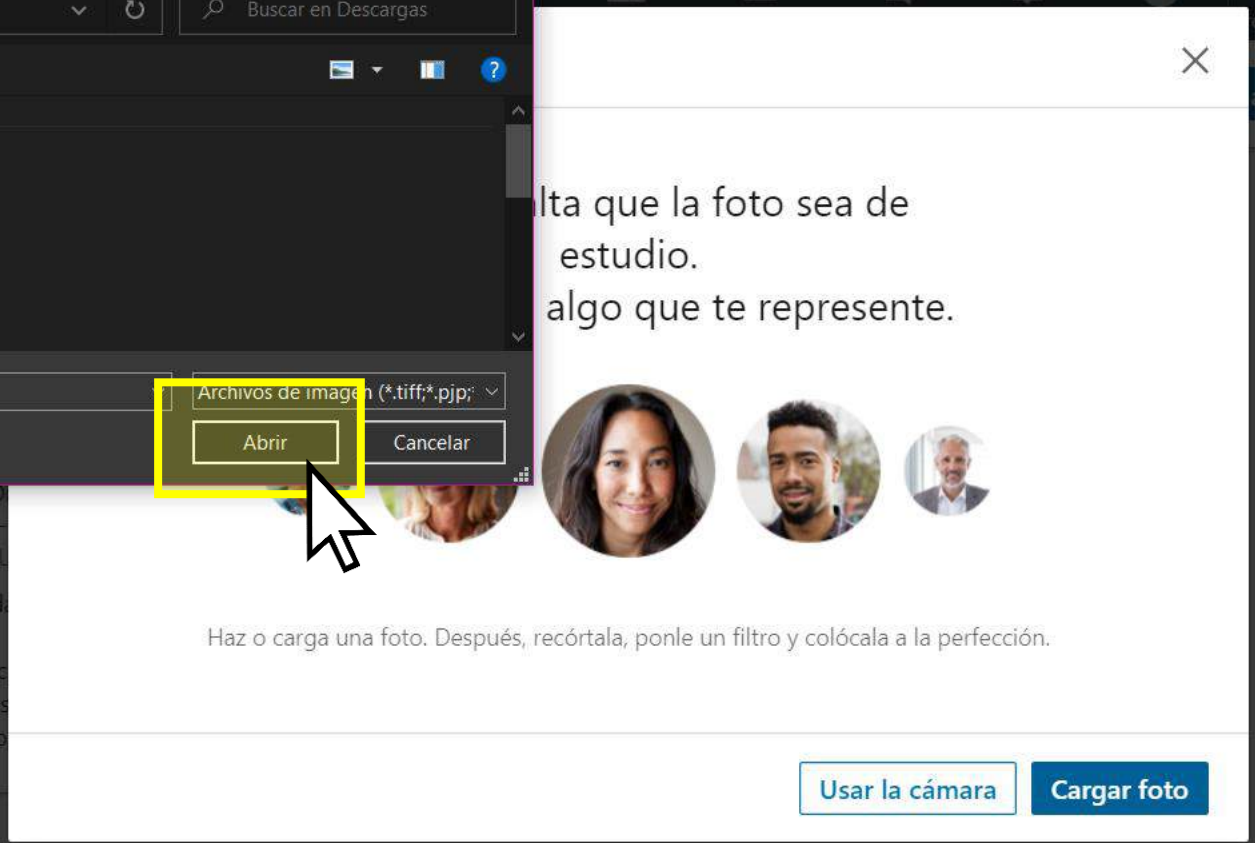 Buscar en Descargas
?
lta que la foto sea de
estudio.
algo que te represente.
Archivos de imagen (*.tiff;*.pjp;
Abrir
Cancelar
Haz o carga una foto. Después, recórtala, ponle un filtro y colócala a la perfección.
Usar la cámara
Cargar foto